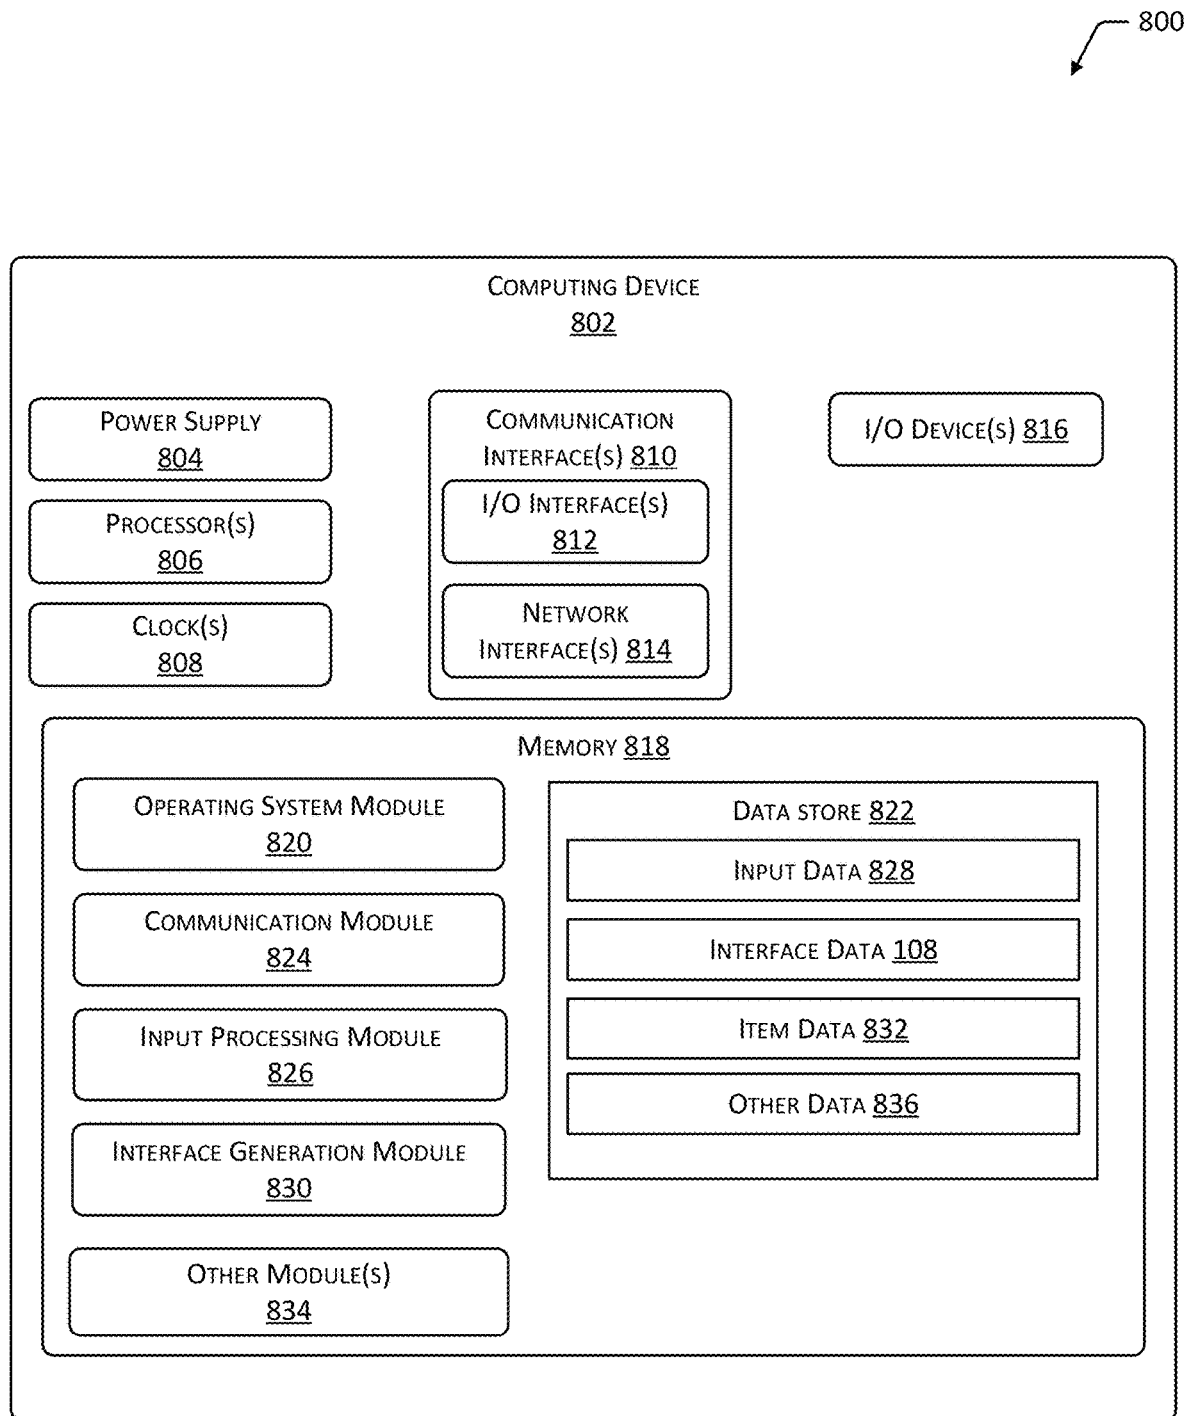 800
COMPUTING DEVICE
802
POWER SUPPLY
804
PROCESSOR(S)
806
CLOCK(S)
808
COMMUNICATION
INTERFACE(S) 810
I/O INTERFACE(S)
812
NETWORK
INTERFACE(S) 814
I/O DEVICE(S) 816
MEMORY 818
OPERATING SYSTEM MODULE
820
COMMUNICATION MODULE
824
INPUT PROCESSING MODULE
826
INTERFACE GENERATION MODULE
830
OTHER MODULE(S)
834
DATA STORE 822
INPUT DATA 828
INTERFACE DATA 108
ITEM DATA 832
OTHER DATA 836